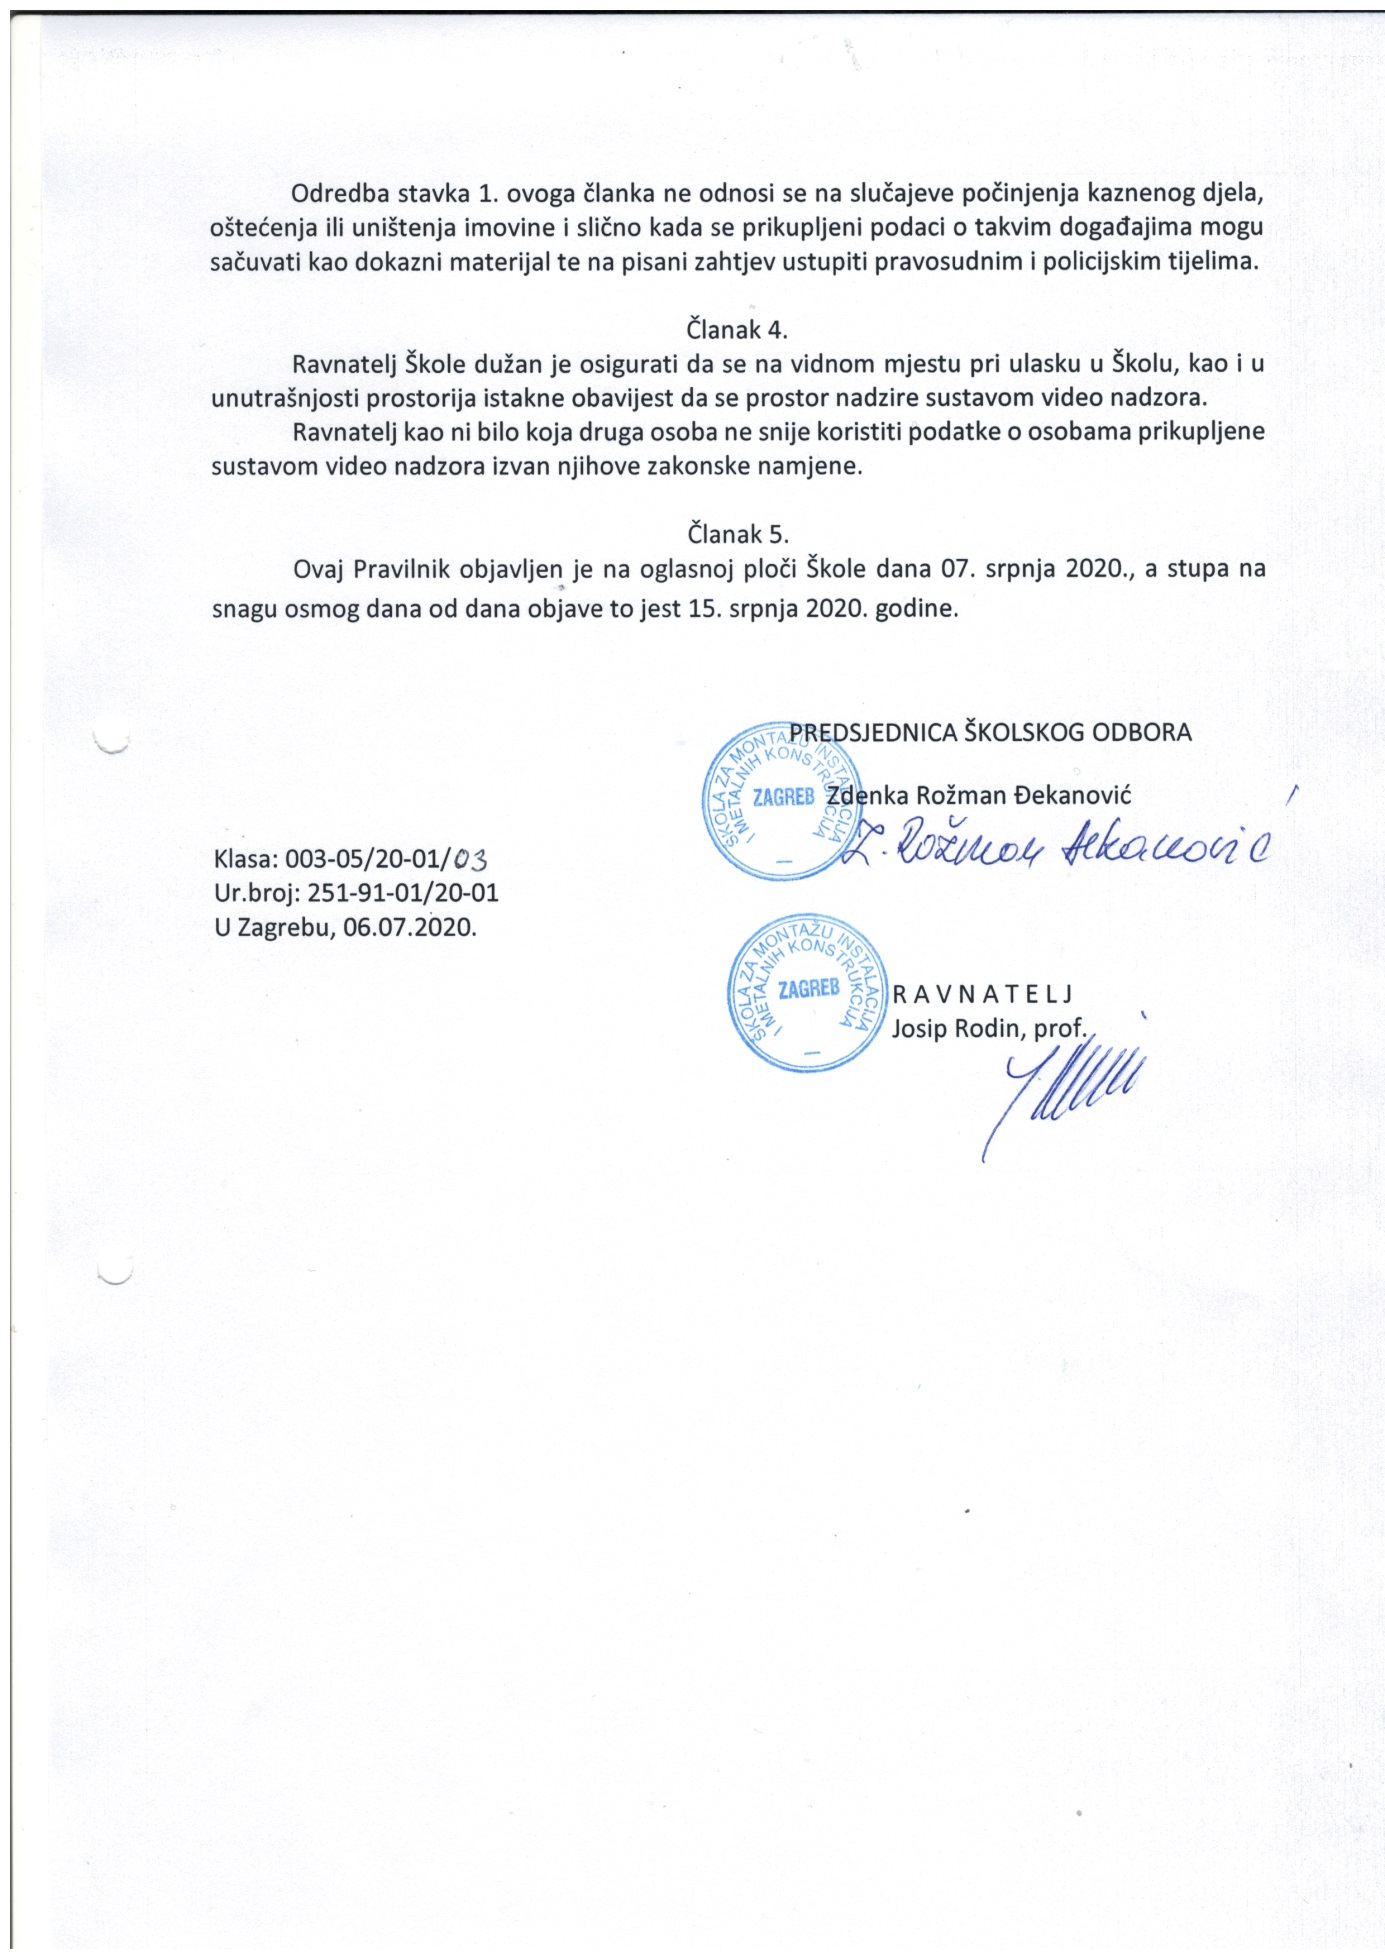 Odredba stavka 1. ovoga članka ne odnosi se na slučajeve počinjenja kaznenog djela,
oštećenja ili uništenja imovine i slično kada se prikupljeni podaci o takvim događajima mogu
sačuvati kao dokazni materijal te na pisani zahtjev ustupiti pravosudnim i policijskim tijelima.
Članak 4.
Ravnatelj Škole dužan je osigurati da se na vidnom mjestu pri ulasku u Školu, kao i u
unutrašnjosti prostorija istakne obavijest da se prostor nadzire sustavom video nadzora.
Ravnatelj kao ni bilo koja druga osoba ne snije koristiti podatke o osobama prikupljene
sustavom video nadzora izvan njihove zakonske namjene.
Članak 5.
Ovaj Pravilnik objavljen je na oglasnoj ploči Škole dana 07. srpnja 2020., a stupa na
snagu osmog dana od dana objave to jest 15. srpnja 2020. godine.
PREDSJEDNICA ŠKOLSKOG ODBORA
ŠKOLA ZA MONTAŽU INSTALACIJA
I METALNIH KONSTRUKCIJA
ZAGREB
Zdenka Rožman Đekanović
Z. Rožman Đekanović
Klasa: 003-05/20-01/03
Ur.broj: 251-91-01/20-01
U Zagrebu, 06.07.2020.
ŠKOLA ZA MONTAŽU INSTALACIJA
I METALNIH KONSTRUKCIJA
ZAGREB
R A V N A T E L J
Josip Rodin, prof.